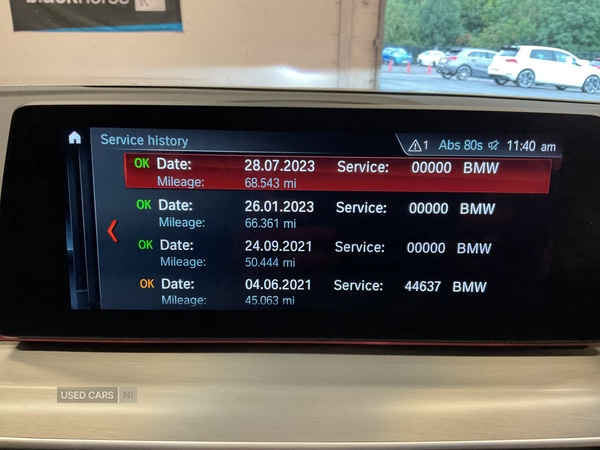 blackhorse
Service history 1 Abs 80s 11:40 am
OK Date: 28.07.2023 Service: 00000 BMW
Mileage: 68.543 mi
OK Date: 26.01.2023 Service: 00000 BMW
Mileage: 66.361 mi
OK Date: 24.09.2021 Service: 00000 BMW
Mileage: 50.444 mi
OK Date: 04.06.2021 Service: 44637 BMW
Mileage: 45.063 mi
USED CARS NI